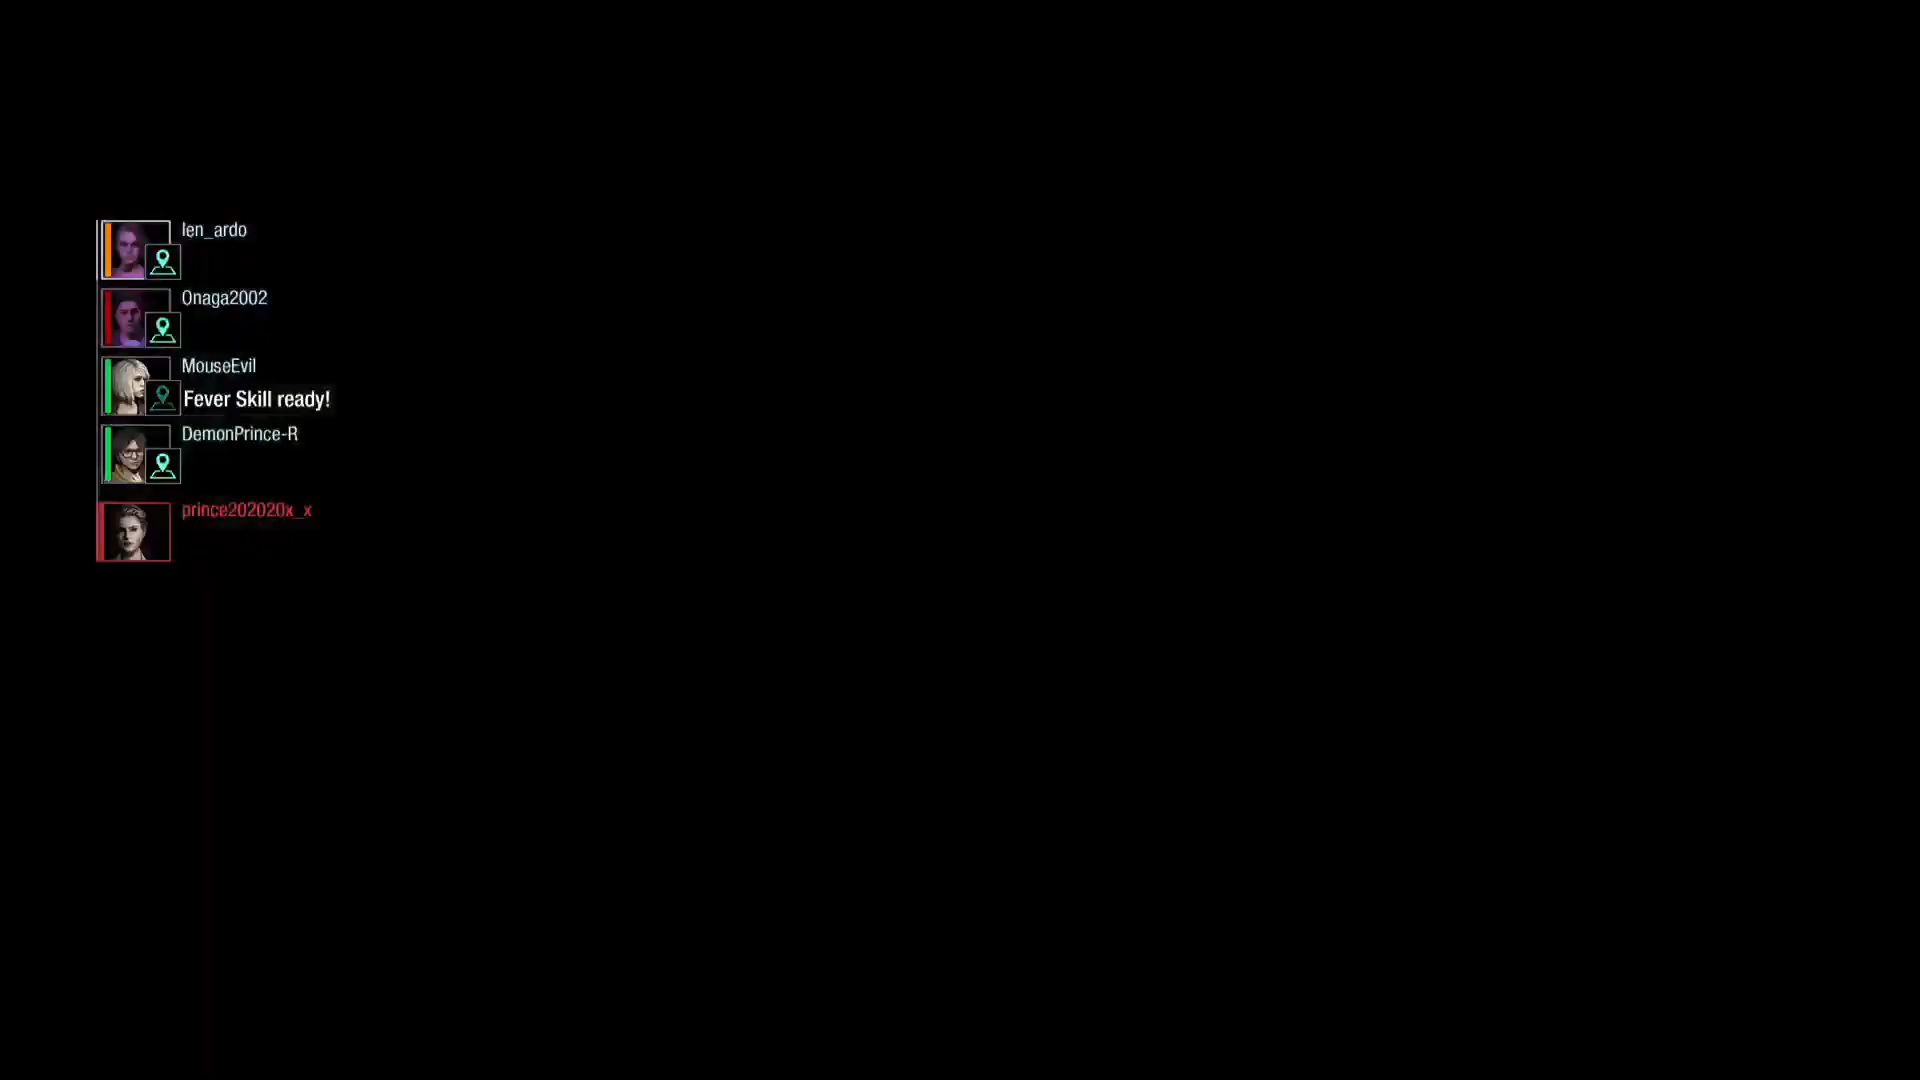 len_ardo
Onaga2002
MouseEvil
Fever Skill ready!
DemonPrince-R
prince202020x_x